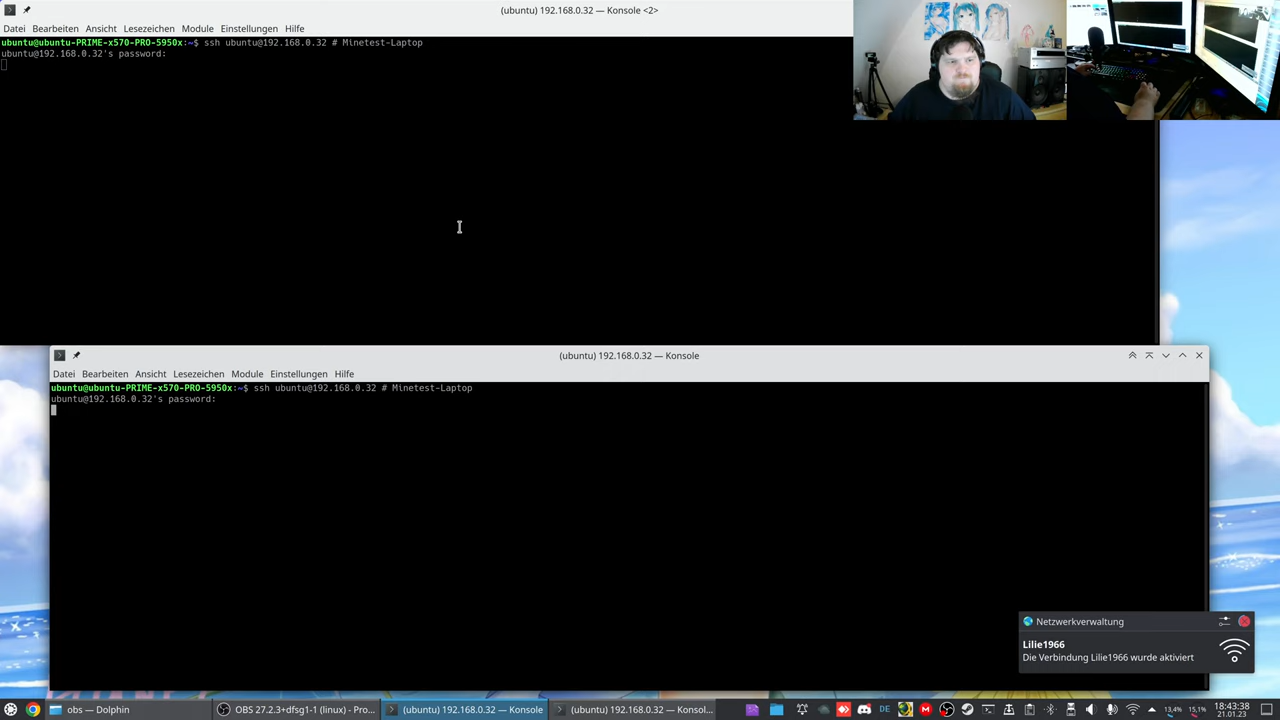 (ubuntu) 192.168.0.32 — Konsole <2>
Datei Bearbeiten Ansicht Lesezeichen Module Einstellungen Hilfe
ubuntu@ubuntu-PRIME-x570-PRO-5950x:~$ ssh ubuntu@192.168.0.32 # Minetest-Laptop
ubuntu@192.168.0.32's password:
(ubuntu) 192.168.0.32 — Konsole
Datei Bearbeiten Ansicht Lesezeichen Module Einstellungen Hilfe
ubuntu@ubuntu-PRIME-x570-PRO-5950x:~$ ssh ubuntu@192.168.0.32 # Minetest-Laptop
ubuntu@192.168.0.32's password:
Netzwerkverwaltung
Lilie1966
Die Verbindung Lilie1966 wurde aktiviert
obs — Dolphin
OBS 27.2.3+dfsg1-1 (linux) - Pro...
(ubuntu) 192.168.0.32 — Konsole
(ubuntu) 192.168.0.32 — Konsol...
DE
13,4%
15,1%
18:43:38
21.01.23